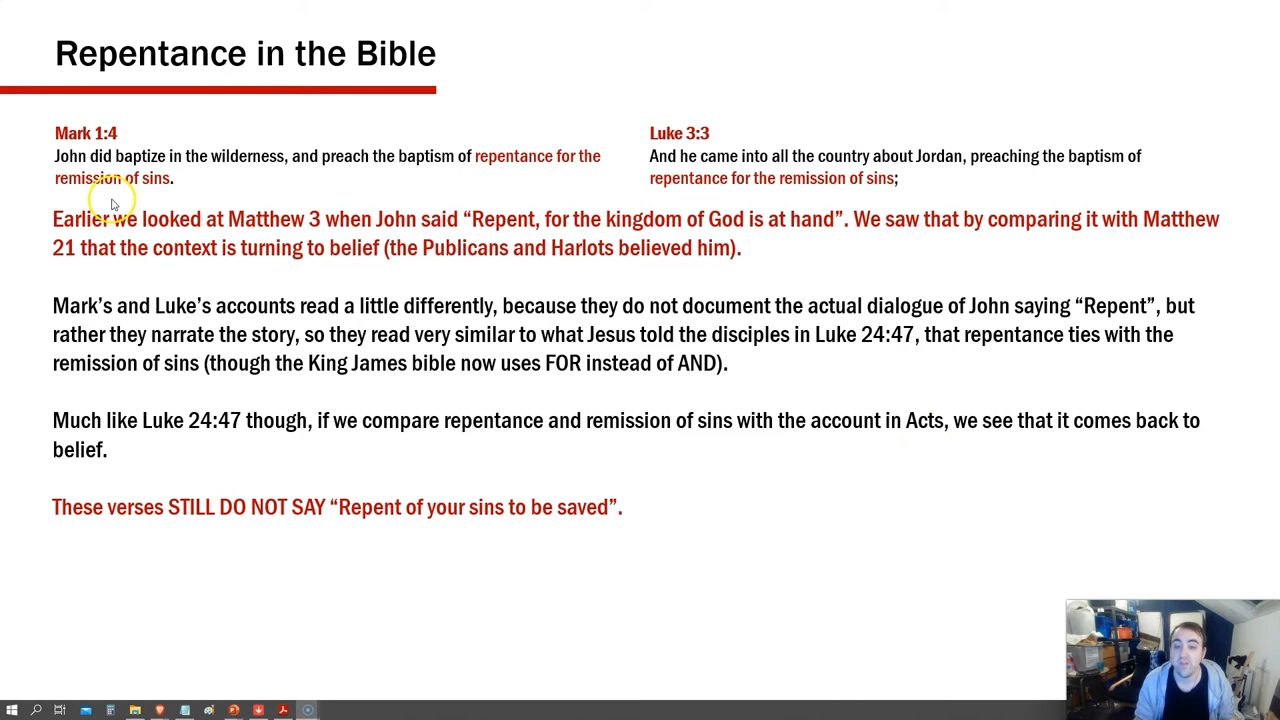 Repentance in the Bible
Mark 1:4
John did baptize in the wilderness, and preach the baptism of repentance for the
remission of sins.
Luke 3:3
And he came into all the country about Jordan, preaching the baptism of
repentance for the remission of sins;
Earlier we looked at Matthew 3 when John said “Repent, for the kingdom of God is at hand”. We saw that by comparing it with Matthew
21 that the context is turning to belief (the Publicans and Harlots believed him).
Mark’s and Luke’s accounts read a little differently, because they do not document the actual dialogue of John saying “Repent”, but
rather they narrate the story, so they read very similar to what Jesus told the disciples in Luke 24:47, that repentance ties with the
remission of sins (though the King James bible now uses FOR instead of AND).
Much like Luke 24:47 though, if we compare repentance and remission of sins with the account in Acts, we see that it comes back to
belief.
These verses STILL DO NOT SAY “Repent of your sins to be saved”.